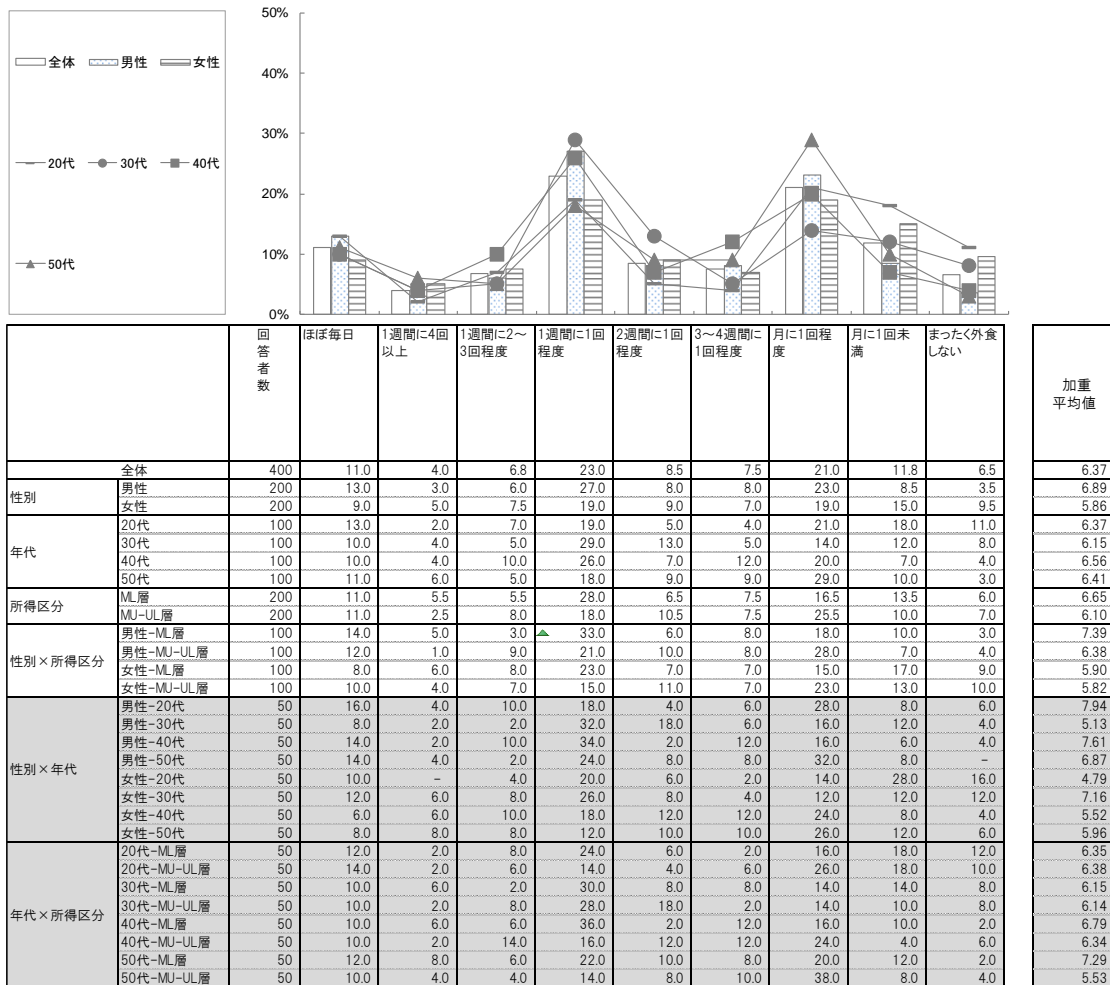 50%
40%
30%
20%
10%
0%
全体 男性 女性
20代 30代 40代
50代
回答者数 ほぼ毎日 1週間に4回以上 1週間に2～3回程度 1週間に1回程度 2週間に1回程度 3～4週間に1回程度 月に1回程度 月に1回未満 まったく外食しない 加重平均値
全体 400 11.0 4.0 6.8 23.0 8.5 7.5 21.0 11.8 6.5 6.37
性別 男性 200 13.0 3.0 6.0 27.0 8.0 8.0 23.0 8.5 3.5 6.89
女性 200 9.0 5.0 7.5 19.0 9.0 7.0 19.0 15.0 9.5 5.86
年代 20代 100 13.0 2.0 7.0 19.0 5.0 4.0 21.0 18.0 11.0 6.37
30代 100 10.0 4.0 5.0 29.0 13.0 5.0 14.0 12.0 8.0 6.15
40代 100 10.0 4.0 10.0 26.0 7.0 12.0 20.0 7.0 4.0 6.56
50代 100 11.0 6.0 5.0 18.0 9.0 9.0 29.0 10.0 3.0 6.41
所得区分 ML層 200 11.0 5.5 5.5 28.0 6.5 7.5 16.5 13.5 6.0 6.65
MU-UL層 200 11.0 2.5 8.0 18.0 10.5 7.5 25.5 10.0 7.0 6.10
性別×所得区分 男性-ML層 100 14.0 5.0 3.0 33.0 6.0 8.0 18.0 10.0 3.0 7.39
男性-MU-UL層 100 12.0 1.0 9.0 21.0 10.0 8.0 28.0 7.0 4.0 6.38
女性-ML層 100 8.0 6.0 8.0 23.0 7.0 7.0 15.0 17.0 9.0 5.90
女性-MU-UL層 100 10.0 4.0 7.0 15.0 11.0 7.0 23.0 13.0 10.0 5.82
性別×年代 男性-20代 50 16.0 4.0 10.0 18.0 4.0 6.0 28.0 8.0 6.0 7.94
男性-30代 50 8.0 2.0 2.0 32.0 18.0 6.0 16.0 12.0 4.0 5.13
男性-40代 50 14.0 2.0 10.0 34.0 2.0 12.0 16.0 6.0 4.0 7.61
男性-50代 50 14.0 4.0 2.0 24.0 8.0 8.0 32.0 8.0 - 6.87
女性-20代 50 10.0 - 4.0 20.0 6.0 2.0 14.0 28.0 16.0 4.79
女性-30代 50 12.0 6.0 8.0 26.0 8.0 4.0 12.0 12.0 12.0 7.16
女性-40代 50 6.0 6.0 10.0 18.0 12.0 12.0 24.0 8.0 4.0 5.52
女性-50代 50 8.0 8.0 8.0 12.0 10.0 10.0 26.0 12.0 6.0 5.96
年代×所得区分 20代-ML層 50 12.0 2.0 8.0 24.0 6.0 2.0 16.0 18.0 12.0 6.35
20代-MU-UL層 50 14.0 2.0 6.0 14.0 4.0 6.0 26.0 18.0 10.0 6.38
30代-ML層 50 10.0 6.0 2.0 30.0 8.0 8.0 14.0 14.0 8.0 6.15
30代-MU-UL層 50 10.0 2.0 8.0 28.0 18.0 2.0 14.0 10.0 8.0 6.14
40代-ML層 50 10.0 6.0 6.0 36.0 2.0 12.0 16.0 10.0 2.0 6.79
40代-MU-UL層 50 10.0 2.0 14.0 16.0 12.0 12.0 24.0 4.0 6.0 6.34
50代-ML層 50 12.0 8.0 6.0 22.0 10.0 8.0 20.0 12.0 2.0 7.29
50代-MU-UL層 50 10.0 4.0 4.0 14.0 8.0 10.0 38.0 8.0 4.0 5.53